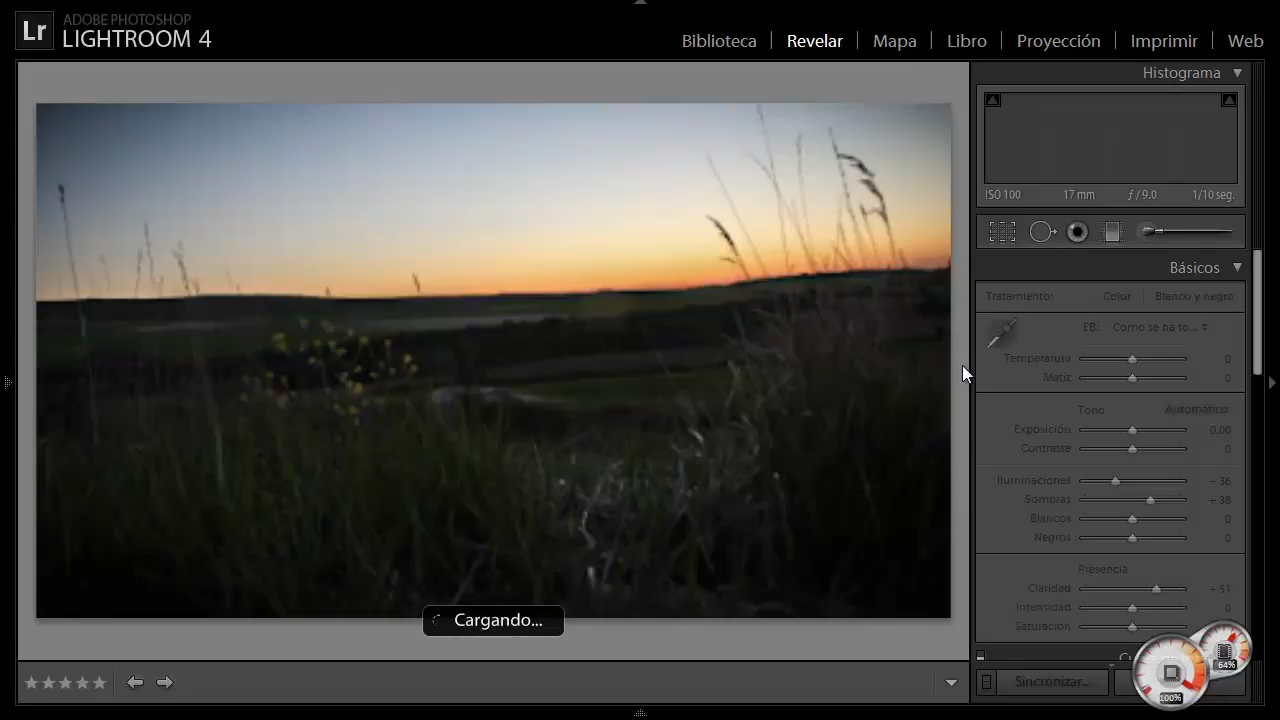 Lr
ADOBE PHOTOSHOP
LIGHTROOM 4
Biblioteca | Revelar | Mapa | Libro | Proyección | Imprimir | Web
Histograma
ISO 100 17 mm ƒ / 9.0 1/10 seg.
Básicos
Tratamiento: Color | Blanco y negro
EB: Como se ha to...
Temperatura 0
Matiz 0
Tono Automático
Exposición 0,00
Contraste 0
Iluminaciones − 36
Sombras + 38
Blancos 0
Negros 0
Presencia
Claridad + 51
Intensidad 0
Saturación
Cargando...
Sincronizar...
64%
100%